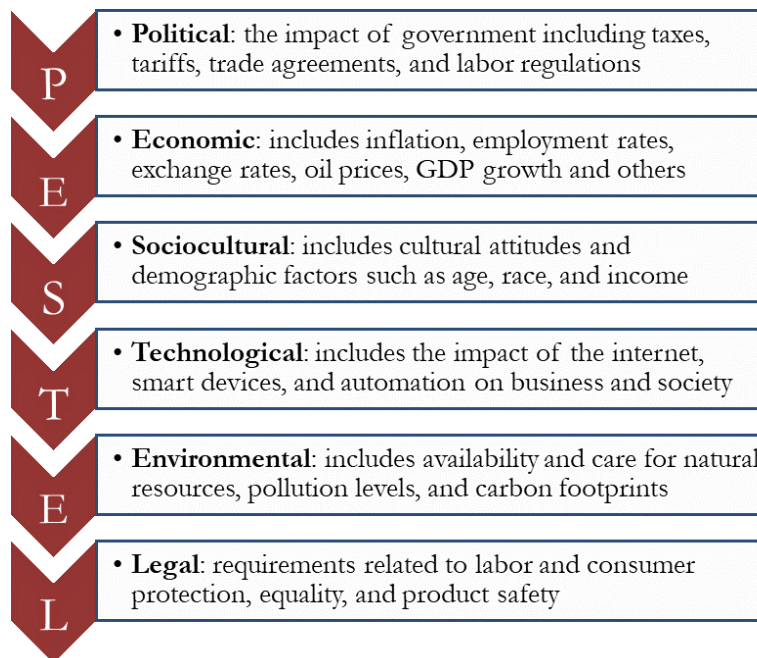 P
• Political: the impact of government including taxes,
tariffs, trade agreements, and labor regulations
E
• Economic: includes inflation, employment rates,
exchange rates, oil prices, GDP growth and others
S
• Sociocultural: includes cultural attitudes and
demographic factors such as age, race, and income
T
• Technological: includes the impact of the internet,
smart devices, and automation on business and society
E
• Environmental: includes availability and care for natural
resources, pollution levels, and carbon footprints
L
• Legal: requirements related to labor and consumer
protection, equality, and product safety